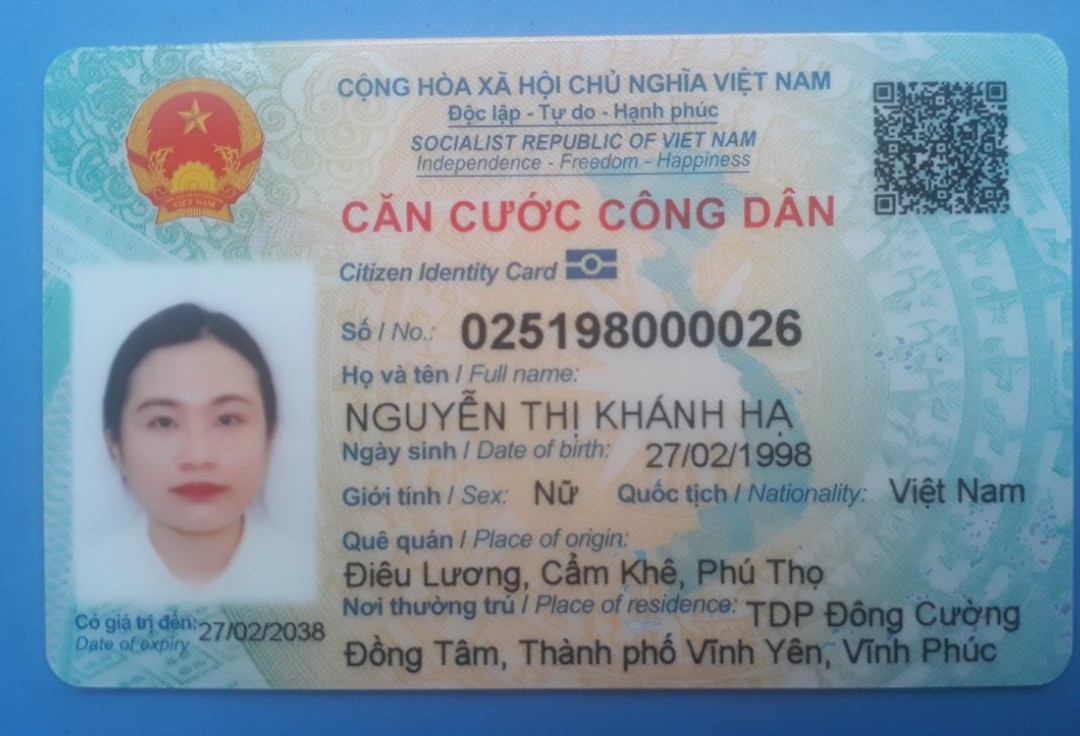 CỘNG HÒA XÃ HỘI CHỦ NGHĨA VIỆT NAM
Độc lập - Tự do - Hạnh phúc
SOCIALIST REPUBLIC OF VIET NAM
Independence - Freedom - Happiness
VIỆT NAM
CĂN CƯỚC CÔNG DÂN
Citizen Identity Card
Số / No.: 025198000026
Họ và tên / Full name:
NGUYỄN THỊ KHÁNH HẠ
Ngày sinh / Date of birth: 27/02/1998
Giới tính / Sex: Nữ Quốc tịch / Nationality: Việt Nam
Quê quán / Place of origin:
Điêu Lương, Cẩm Khê, Phú Thọ
Nơi thường trú / Place of residence: TDP Đông Cường
Đồng Tâm, Thành phố Vĩnh Yên, Vĩnh Phúc
Có giá trị đến: 27/02/2038
Date of expiry